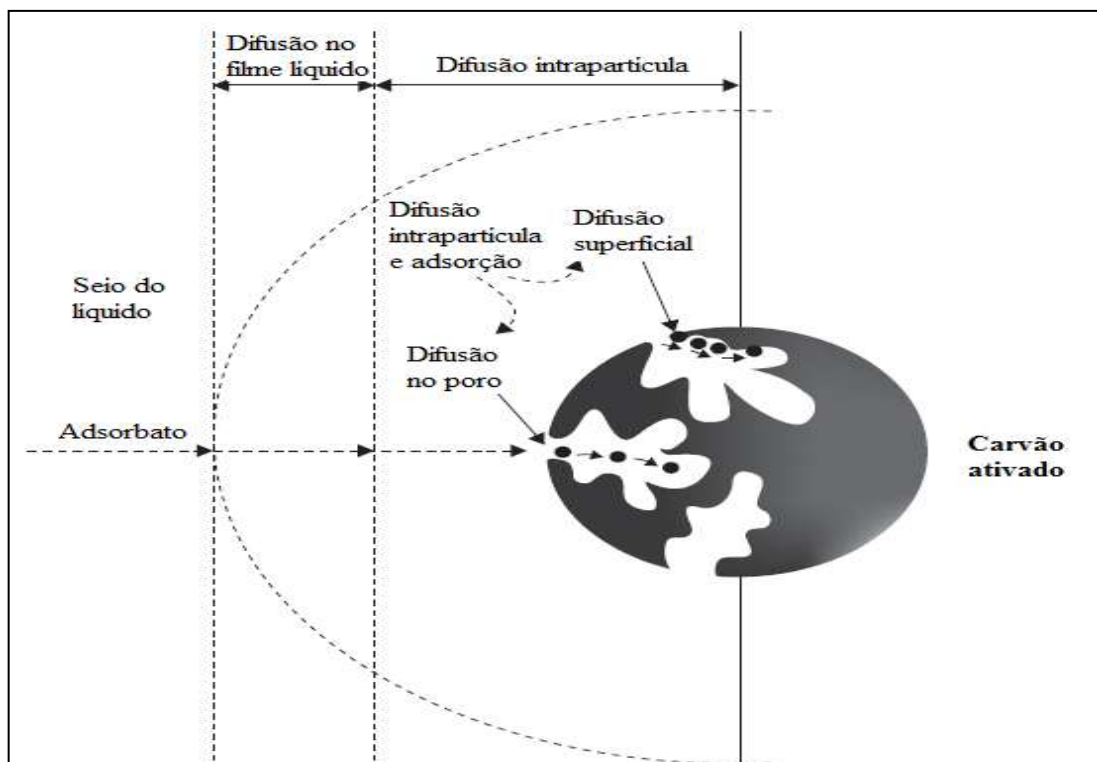 Difusão no
filme líquido
Difusão intrapartícula
Difusão
intrapartícula
e adsorção
Difusão
superficial
Seio do
líquido
Difusão
no poro
Adsorbato
Carvão
ativado